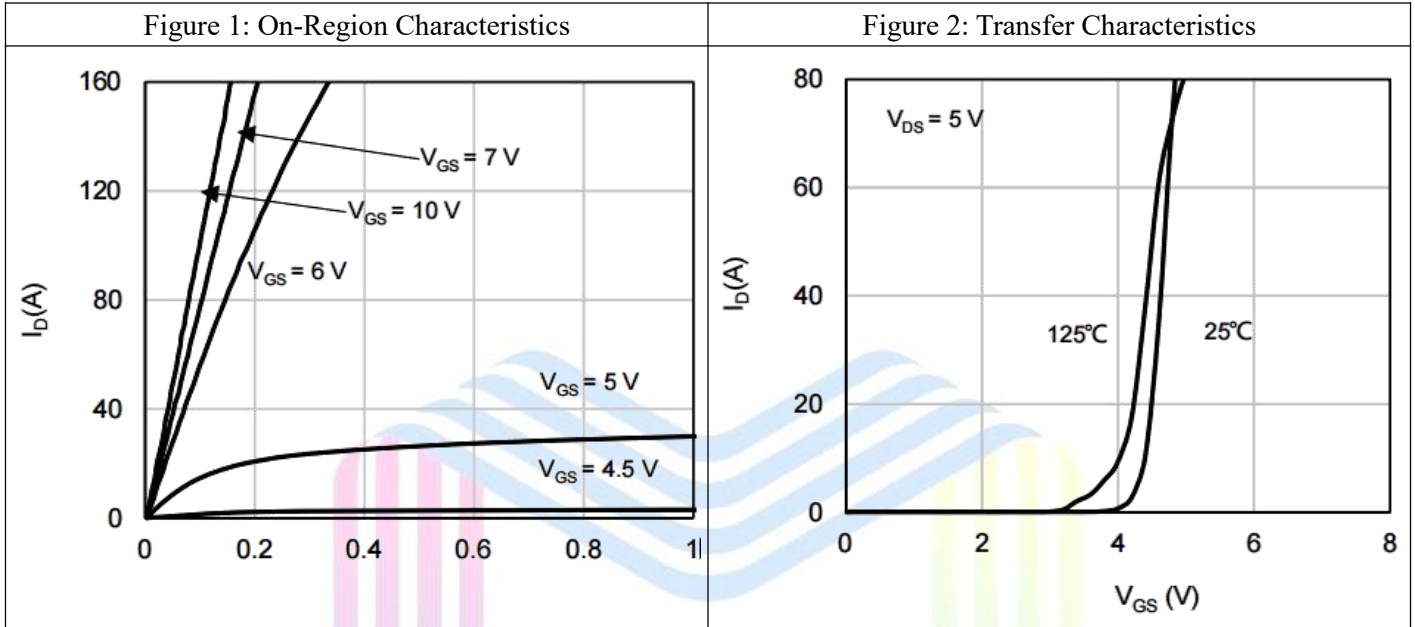 Figure 1: On-Region Characteristics
Figure 2: Transfer Characteristics
160
120
80
40
0
I_D(A)
V_GS = 7 V
V_GS = 10 V
V_GS = 6 V
V_GS = 5 V
V_GS = 4.5 V
0 0.2 0.4 0.6 0.8 1
80
60
40
20
0
I_D(A)
V_DS = 5 V
125℃
25℃
0 2 4 6 8
V_GS (V)